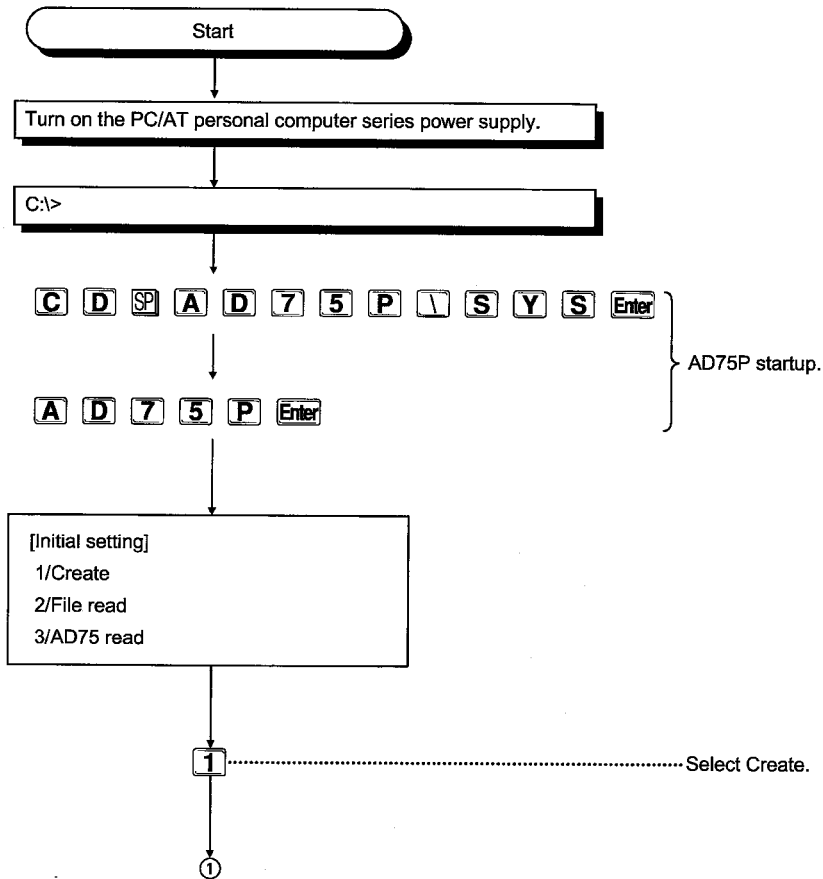 Start
Turn on the PC/AT personal computer series power supply.
C:\>
C D SP A D 7 5 P \ S Y S Enter
AD75P startup.
A D 7 5 P Enter
[Initial setting]
1/Create
2/File read
3/AD75 read
1 Select Create.
①